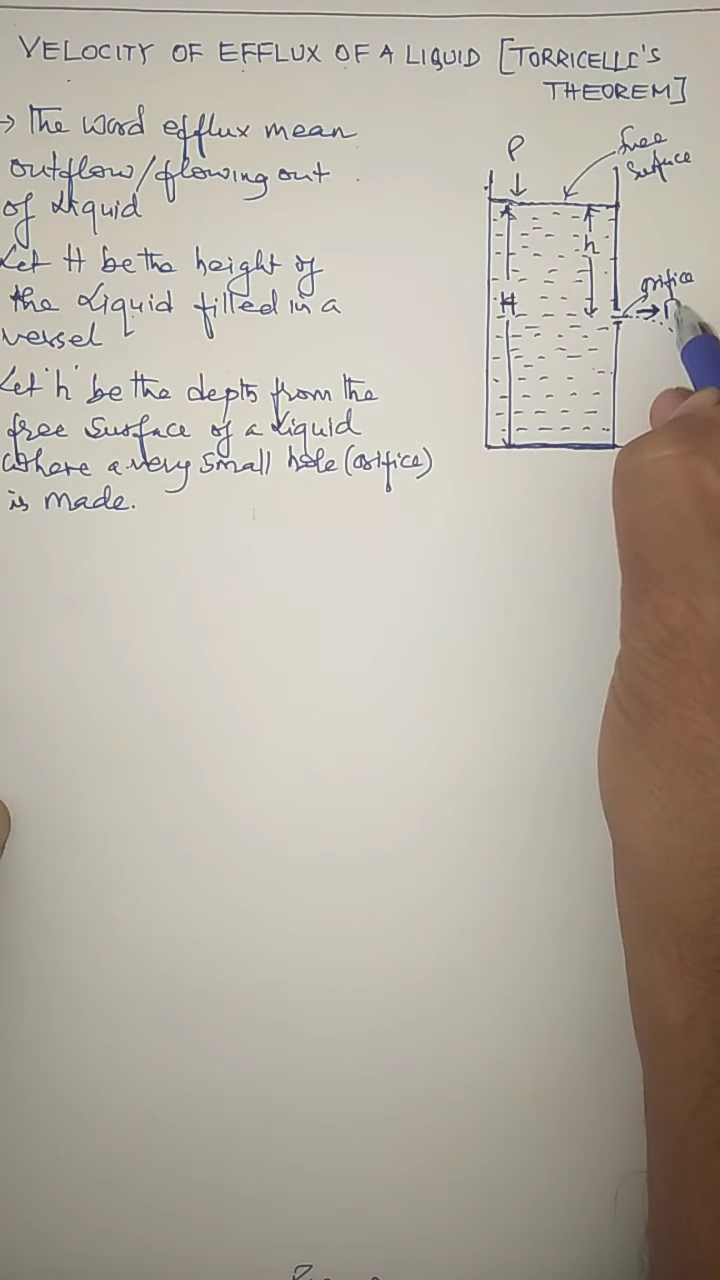 VELOCITY OF EFFLUX OF A LIQUID [TORRICELLI'S
THEOREM]
→ The word efflux mean
outflow/flowing out
of liquid
Let H be the height of
the liquid filled in a
vessel
Let 'h' be the depth from the
free surface of a liquid
where a very small hole (orifice)
is made.
P
free
surface
h
H
orifice